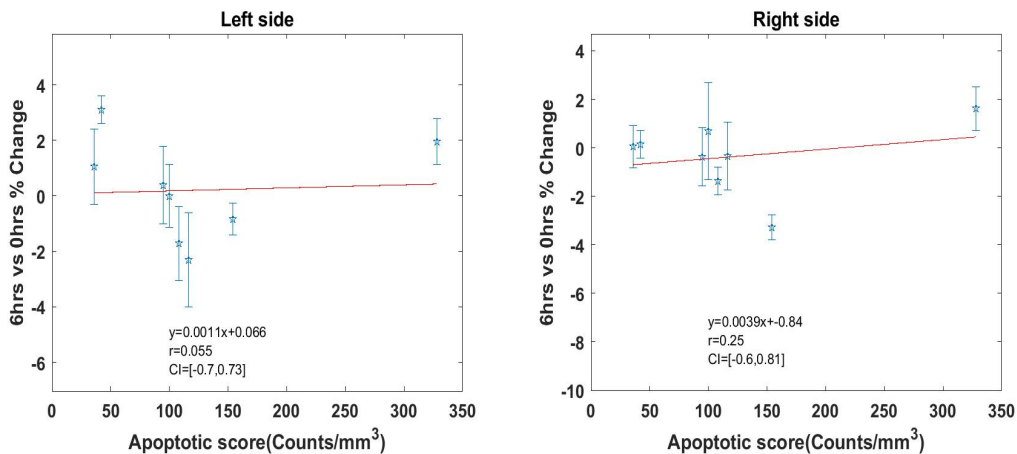 Left side
6hrs vs 0hrs % Change
4
2
0
-2
-4
-6
y=0.0011x+0.066
r=0.055
CI=[-0.7,0.73]
0 50 100 150 200 250 300 350
Apoptotic score(Counts/mm³)
Right side
6hrs vs 0hrs % Change
4
2
0
-2
-4
-6
-8
-10
y=0.0039x+-0.84
r=0.25
CI=[-0.6,0.81]
0 50 100 150 200 250 300 350
Apoptotic score(Counts/mm³)